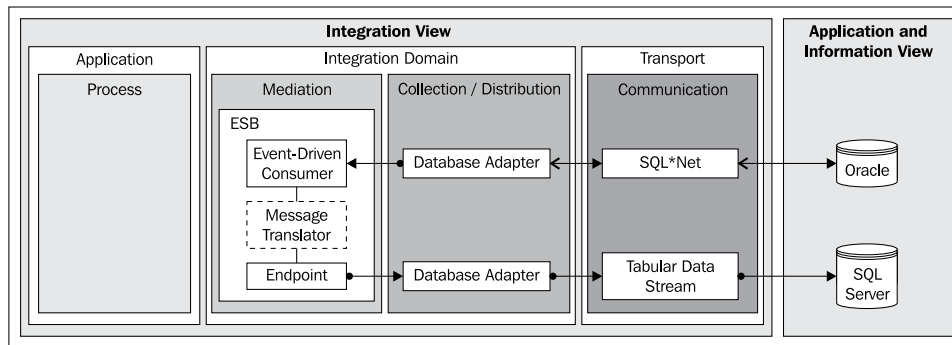 Integration View
Application and
Information View
Application
Integration Domain
Transport
Process
Mediation
Collection / Distribution
Communication
ESB
Event-Driven
Consumer
Database Adapter
SQL*Net
Oracle
Message
Translator
Endpoint
Database Adapter
Tabular Data
Stream
SQL
Server